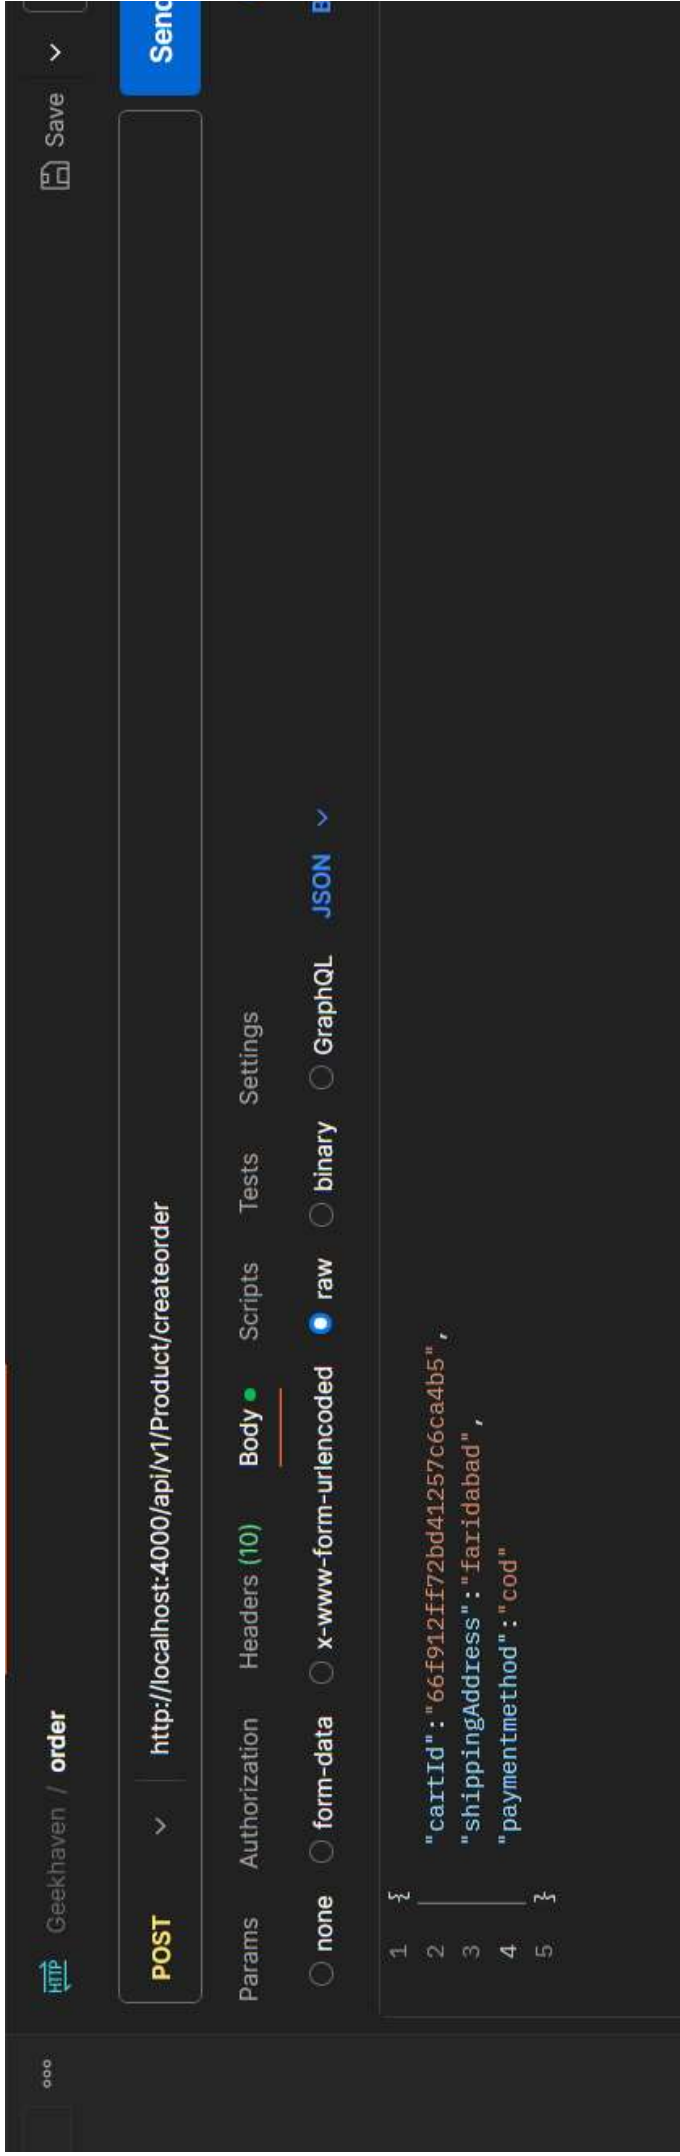 HTTP Geekhaven / order
Save
POST http://localhost:4000/api/v1/Product/createorder
Send
Params Authorization Headers (10) Body Scripts Tests Settings
none form-data x-www-form-urlencoded raw binary GraphQL JSON B
1 {
2 "cartId":"66f912ff72bd41257c6ca4b5",
3 "shippingAddress":"faridabad",
4 "paymentmethod":"cod"
5 }